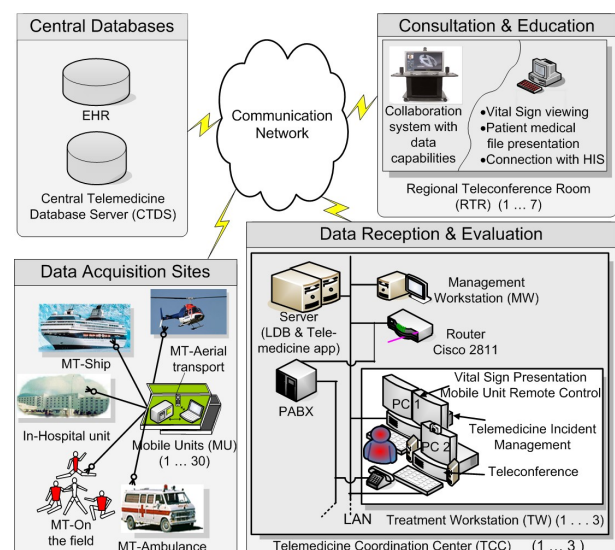 Central Databases
EHR
Central Telemedicine
Database Server (CTDS)
Communication
Network
Consultation & Education
Collaboration
system with
data
capabilities
•Vital Sign viewing
•Patient medical
file presentation
•Connection with HIS
Regional Teleconference Room
(RTR) (1 ... 7)
Data Acquisition Sites
MT-Ship
MT-Aerial
transport
In-Hospital unit
Mobile Units (MU)
(1 ... 30)
MT-On
the field
MT-Ambulance
Data Reception & Evaluation
Server
(LDB & Tele-
medicine app)
Management
Workstation (MW)
Router
Cisco 2811
PABX
Vital Sign Presentation
Mobile Unit Remote Control
PC 1
Telemedicine Incident
Management
PC 2
Teleconference
LAN
Treatment Workstation (TW) (1 . . . 3)
Telemedicine Coordination Center (TCC) (1 ... 3 )